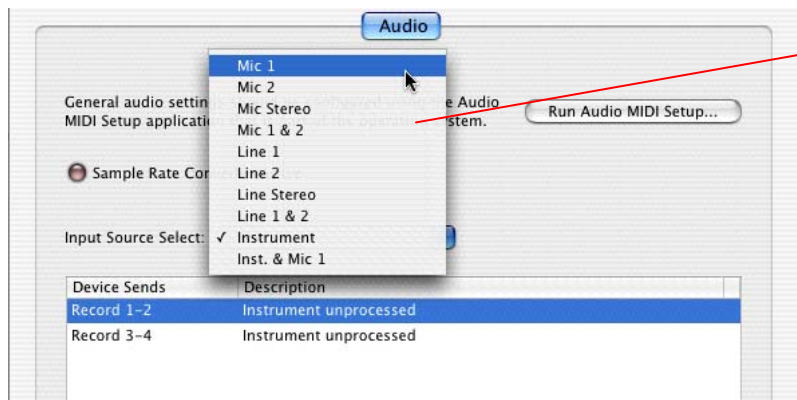 Audio
Mic 1
Mic 2
Mic Stereo
Mic 1 & 2
Line 1
Line 2
Line Stereo
Line 1 & 2
✓ Instrument
Inst. & Mic 1
General audio settin e Audio
MIDI Setup application stem.
Run Audio MIDI Setup...
Sample Rate Con
Input Source Select:
Device Sends Description
Record 1-2 Instrument unprocessed
Record 3-4 Instrument unprocessed